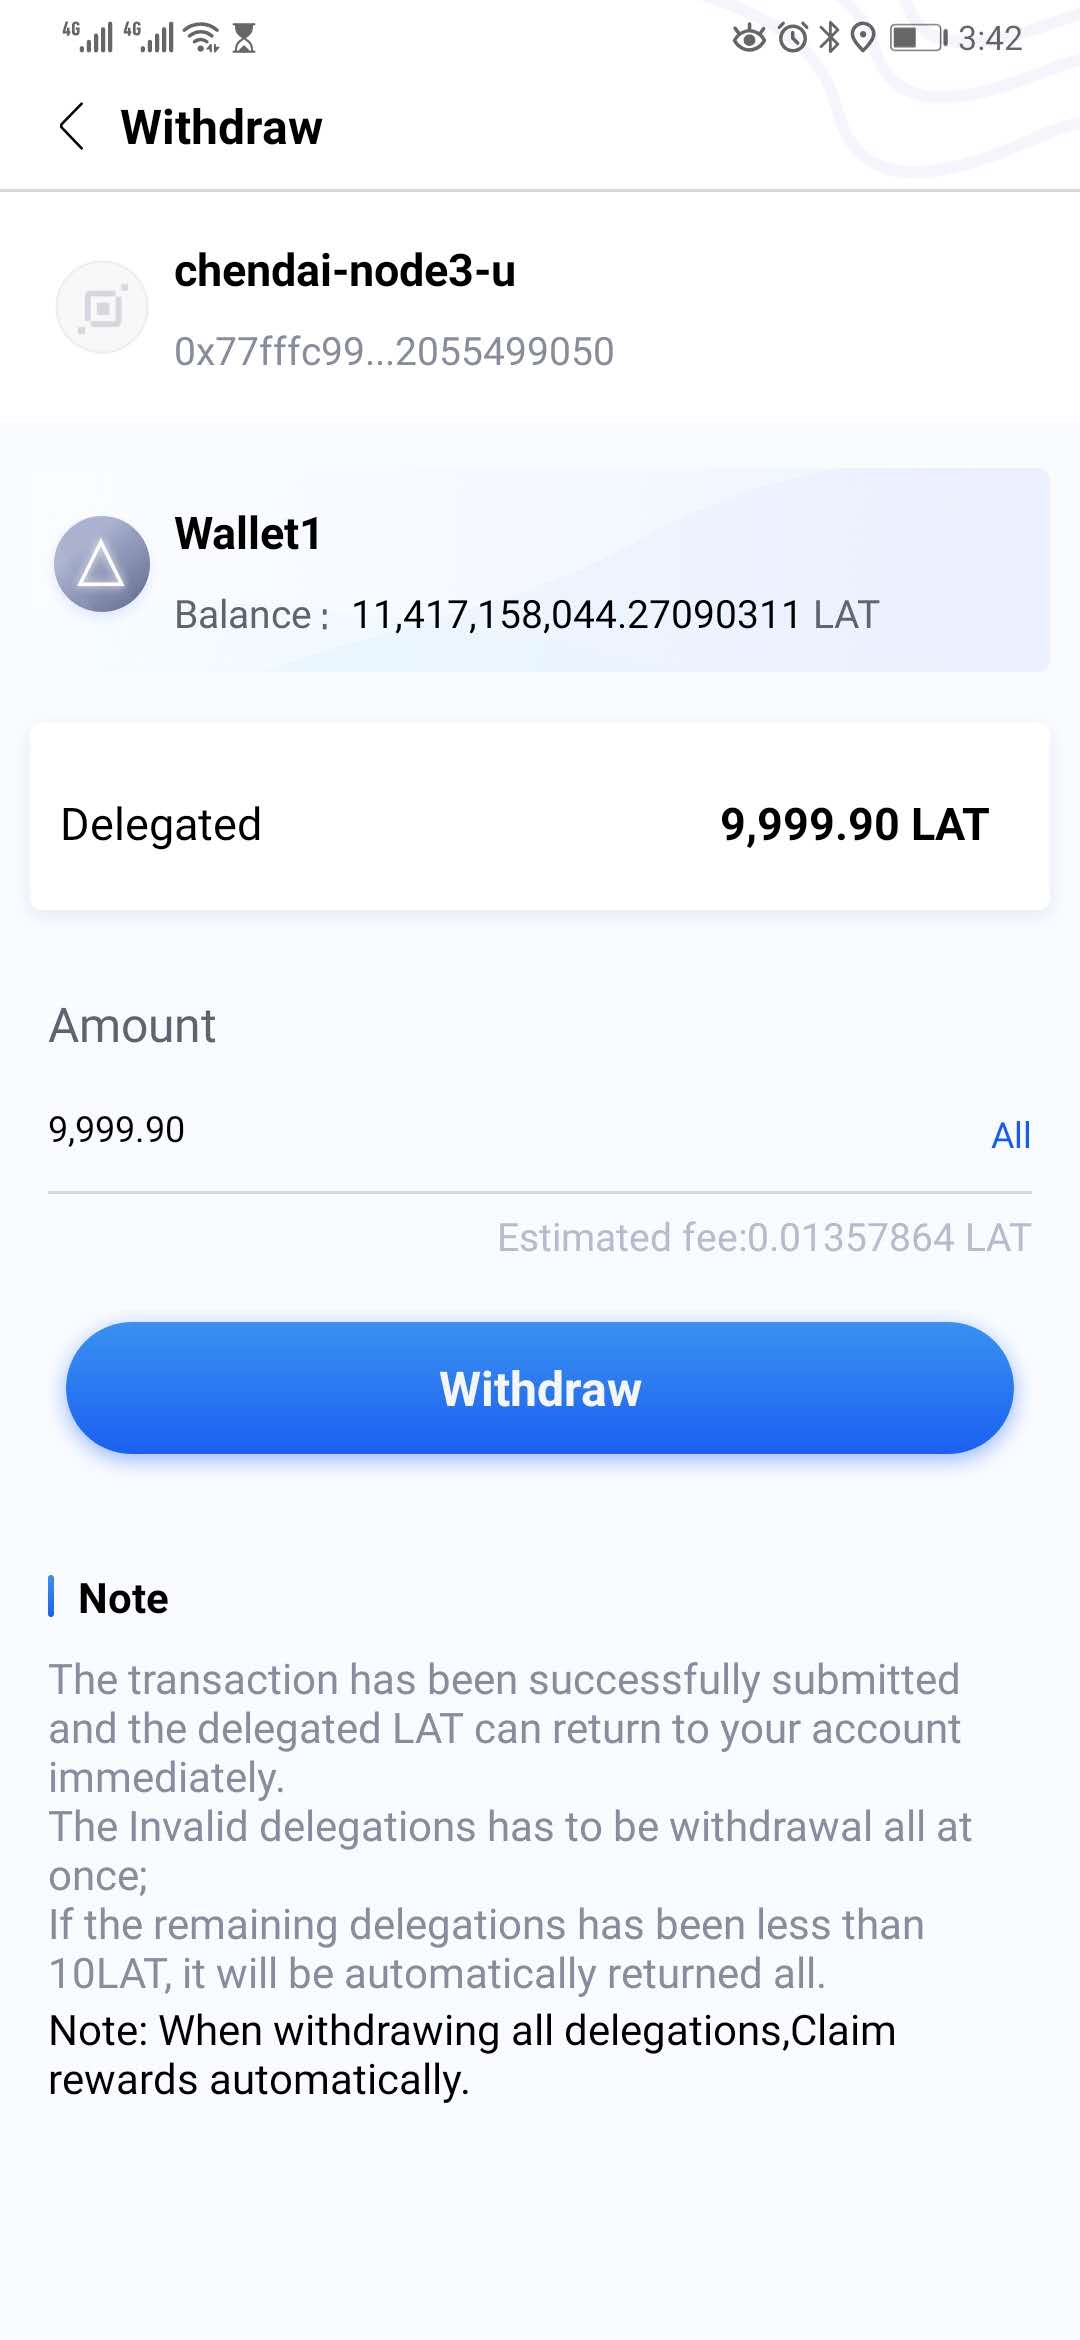 4G 4G 3:42
Withdraw
chendai-node3-u
0x77fffc99...2055499050
Wallet1
Balance： 11,417,158,044.27090311 LAT
Delegated 9,999.90 LAT
Amount
9,999.90 All
Estimated fee:0.01357864 LAT
Withdraw
Note
The transaction has been successfully submitted
and the delegated LAT can return to your account
immediately.
The Invalid delegations has to be withdrawal all at
once;
If the remaining delegations has been less than
10LAT, it will be automatically returned all.
Note: When withdrawing all delegations,Claim
rewards automatically.